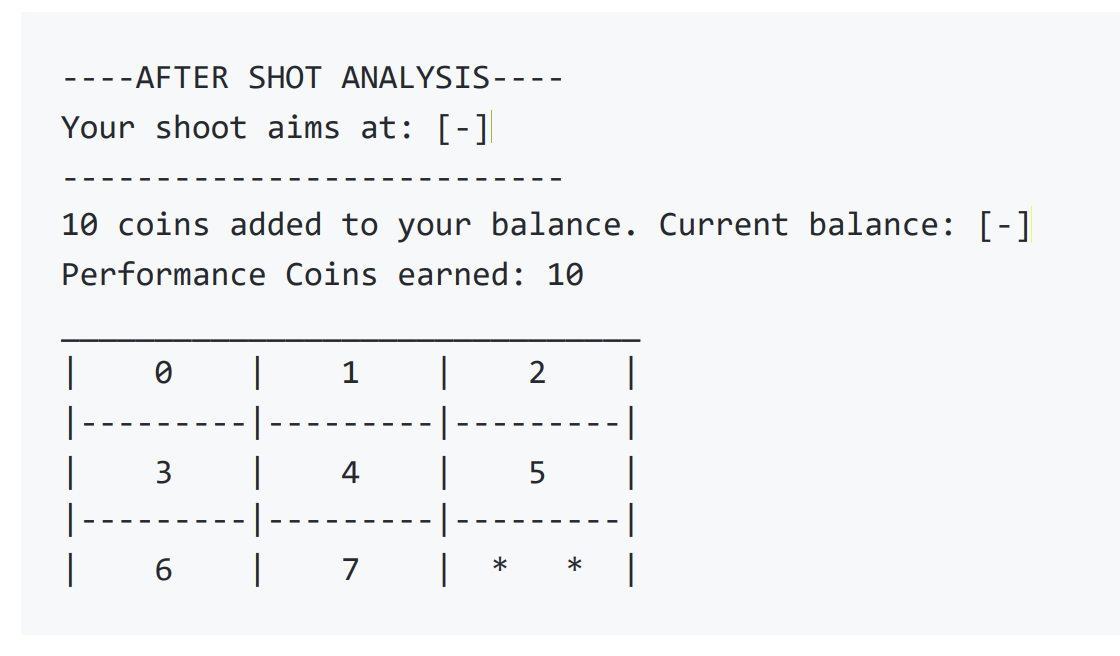 ----AFTER SHOT ANALYSIS----
Your shoot aims at: [-]
---------------------------
10 coins added to your balance. Current balance: [-]
Performance Coins earned: 10
_______________________________
|    0    |    1    |    2    |
|---------|---------|---------|
|    3    |    4    |    5    |
|---------|---------|---------|
|    6    |    7    |  *   *  |